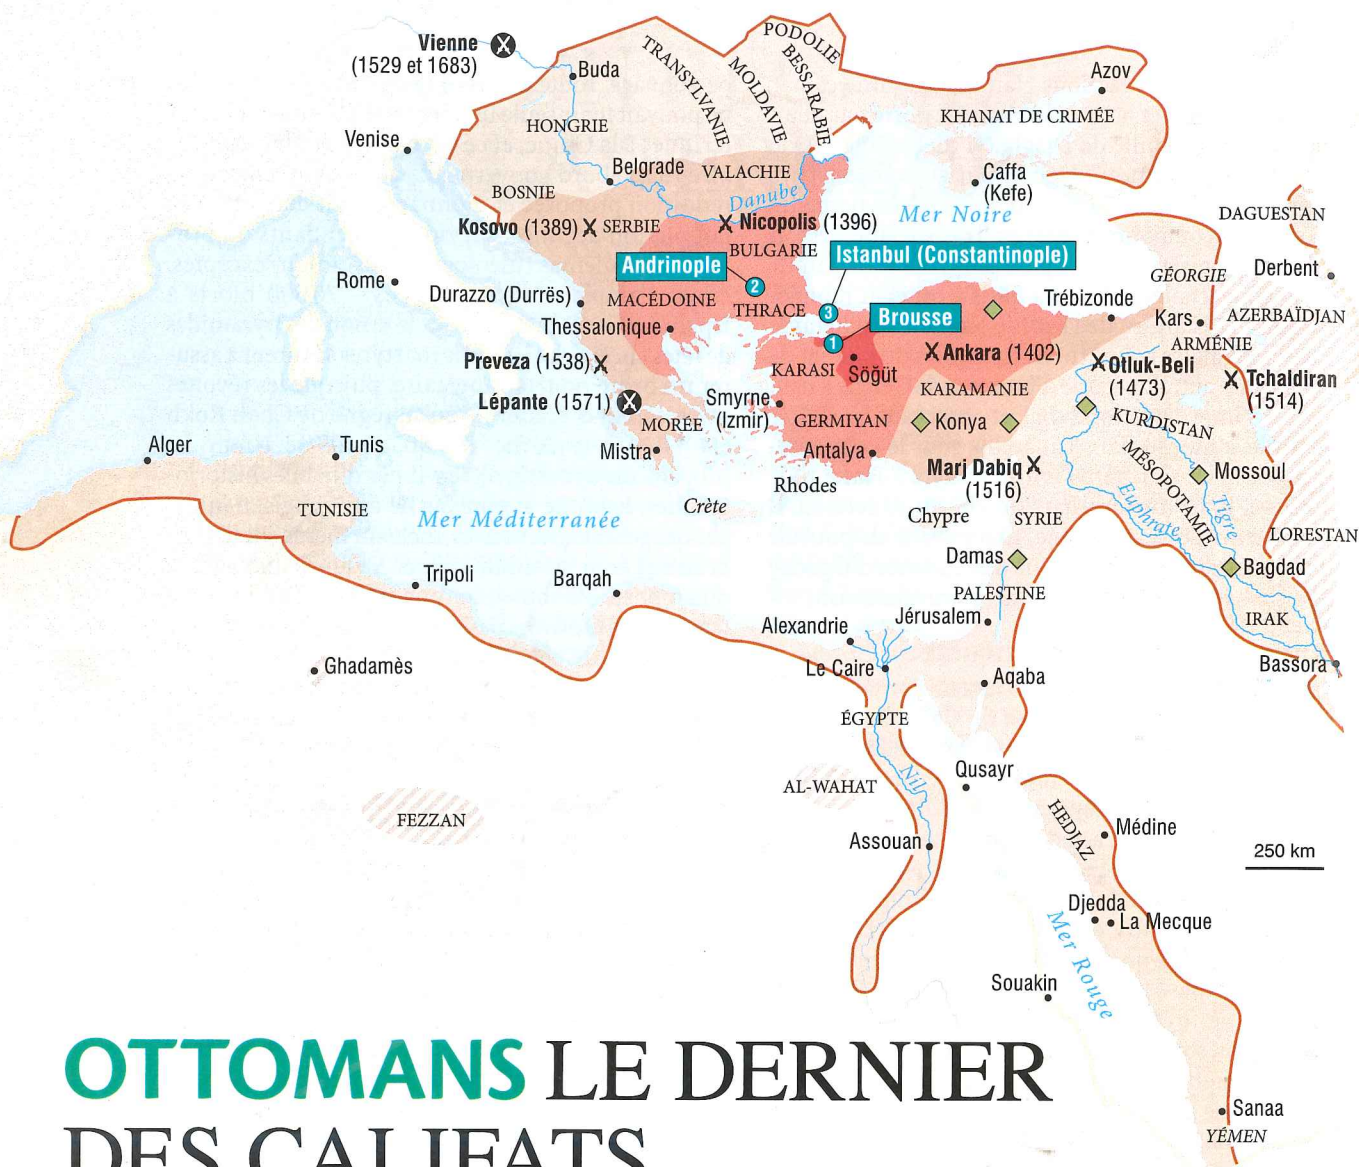 PODOLIE
Vienne
(1529 et 1683)
TRANSYLVANIE
MOLDAVIE
BESSARABIE
Buda
Azov
HONGRIE
KHANAT DE CRIMÉE
Venise
Belgrade
VALACHIE
Caffa
(Kefe)
BOSNIE
Danube
Mer Noire
DAGUESTAN
Kosovo (1389)
SERBIE
Nicopolis (1396)
BULGARIE
Istanbul (Constantinople)
Andrinople
2
GÉORGIE
Derbent
Rome
Durazzo (Durrës)
MACÉDOINE
THRACE
3
Brousse
Trébizonde
Kars
AZERBAÏDJAN
Thessalonique
1
ARMÉNIE
Preveza (1538)
KARASI
Söğüt
Ankara (1402)
Otluk-Beli
(1473)
Tchaldiran
(1514)
KARAMANIE
Lépante (1571)
Smyrne
(Izmir)
MORÉE
GERMIYAN
Konya
KURDISTAN
Alger
Tunis
Mistra
Antalya
Marj Dabiq
(1516)
MÉSOPOTAMIE
Mossoul
Rhodes
TUNISIE
Mer Méditerranée
Crète
Chypre
SYRIE
Euphrate
Tigre
LORESTAN
Damas
Bagdad
Tripoli
Barqah
PALESTINE
Alexandrie
Jérusalem
IRAK
Ghadamès
Le Caire
Aqaba
Bassora
ÉGYPTE
Nil
Qusayr
AL-WAHAT
FEZZAN
HEDJAZ
Médine
Assouan
250 km
Djedda
La Mecque
Mer Rouge
Souakin
OTTOMANS LE DERNIER
DES CALIFATS
Sanaa
YÉMEN